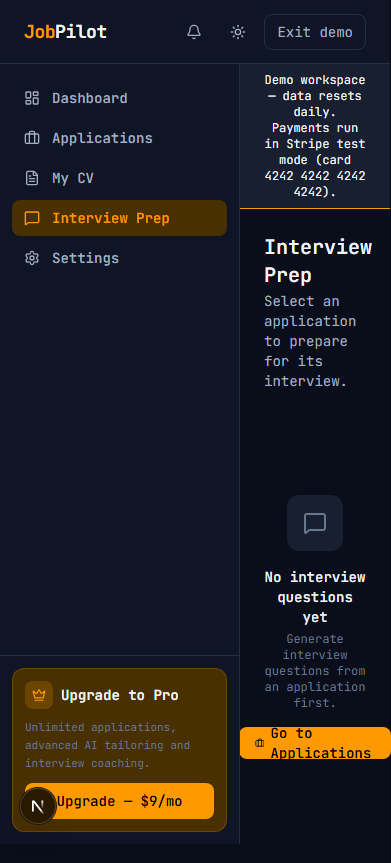 JobPilot
Exit demo
Dashboard
Applications
My CV
Interview Prep
Settings
Upgrade to Pro
Unlimited applications,
advanced AI tailoring and
interview coaching.
Upgrade — $9/mo
N
Demo workspace
— data resets
daily.
Payments run
in Stripe test
mode (card
4242 4242 4242
4242).
Interview
Prep
Select an
application
to prepare
for its
interview.
No interview
questions
yet
Generate
interview
questions from
an application
first.
Go to
Applications